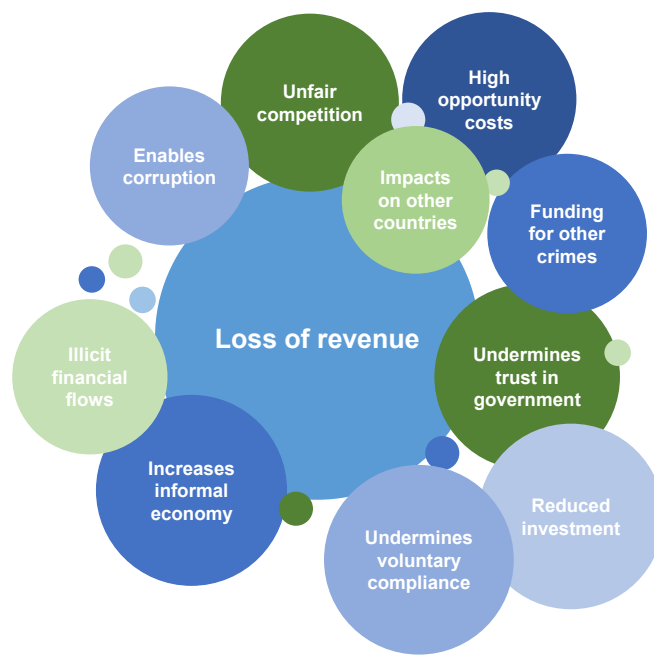 High
opportunity
costs
Unfair
competition
Enables
corruption
Impacts
on other
countries
Funding
for other
crimes
Loss of revenue
Illicit
financial
flows
Undermines
trust in
government
Increases
informal
economy
Reduced
investment
Undermines
voluntary
compliance